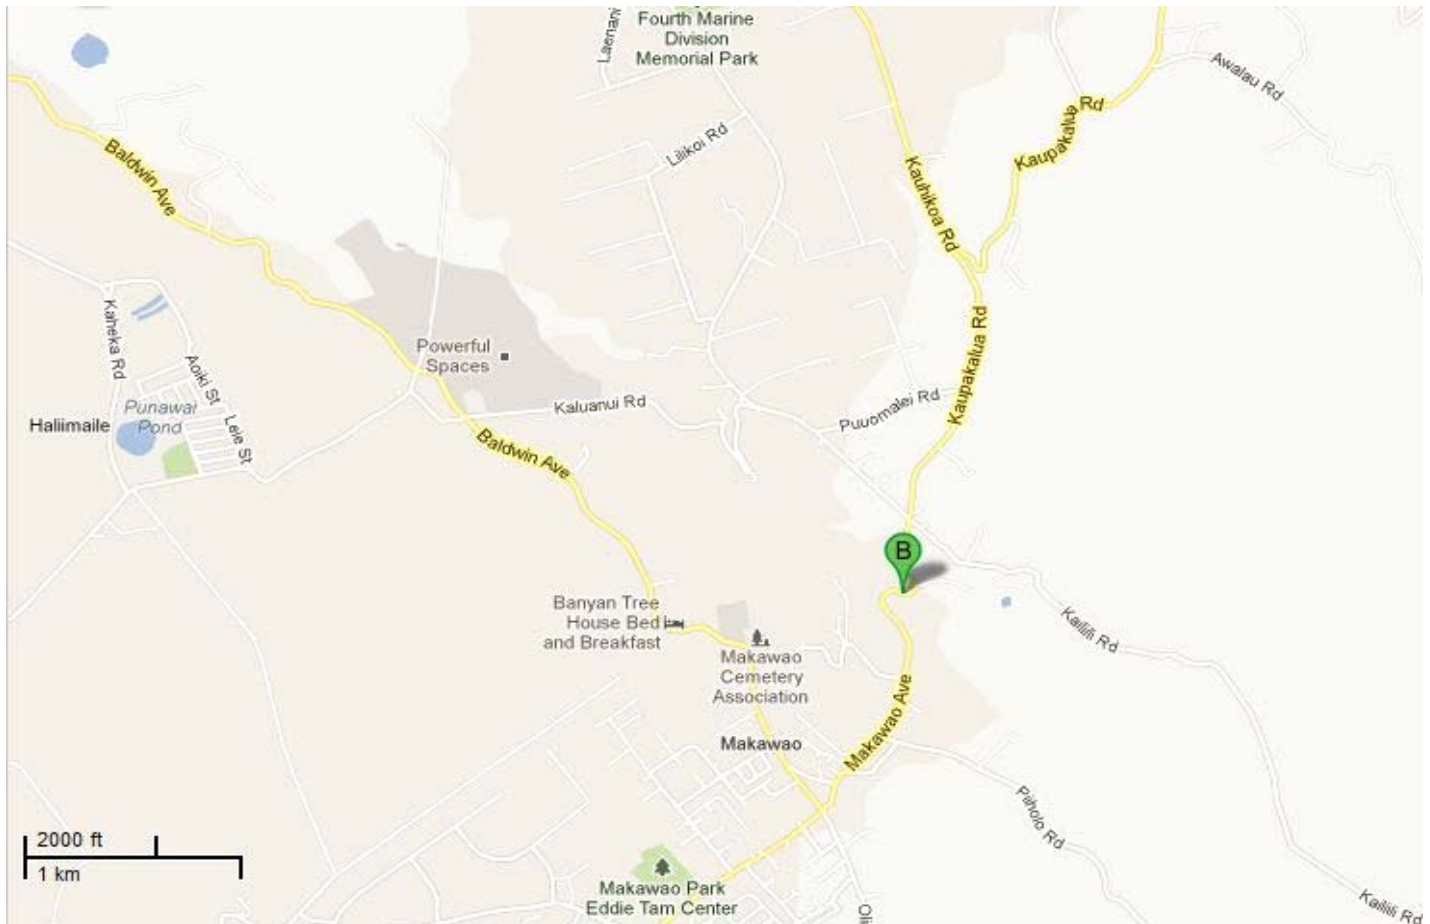 Fourth Marine
Division
Memorial Park
Laenani
Awalau Rd
Kaupakalue Rd
Lilikoi Rd
Baldwin Ave
Kauhikoa Rd
Kaheka Rd
Kaupakalua Rd
Powerful
Spaces
Aoiki St
Punawai
Pond
Haliimaile
Leie St
Kaluanui Rd
Puuomalei Rd
Baldwin Ave
B
Banyan Tree
House Bed
and Breakfast
Kailiili Rd
Makawao
Cemetery
Association
Makawao Ave
Makawao
Piiholo Rd
2000 ft
1 km
Makawao Park
Eddie Tam Center
Kailiili Rd